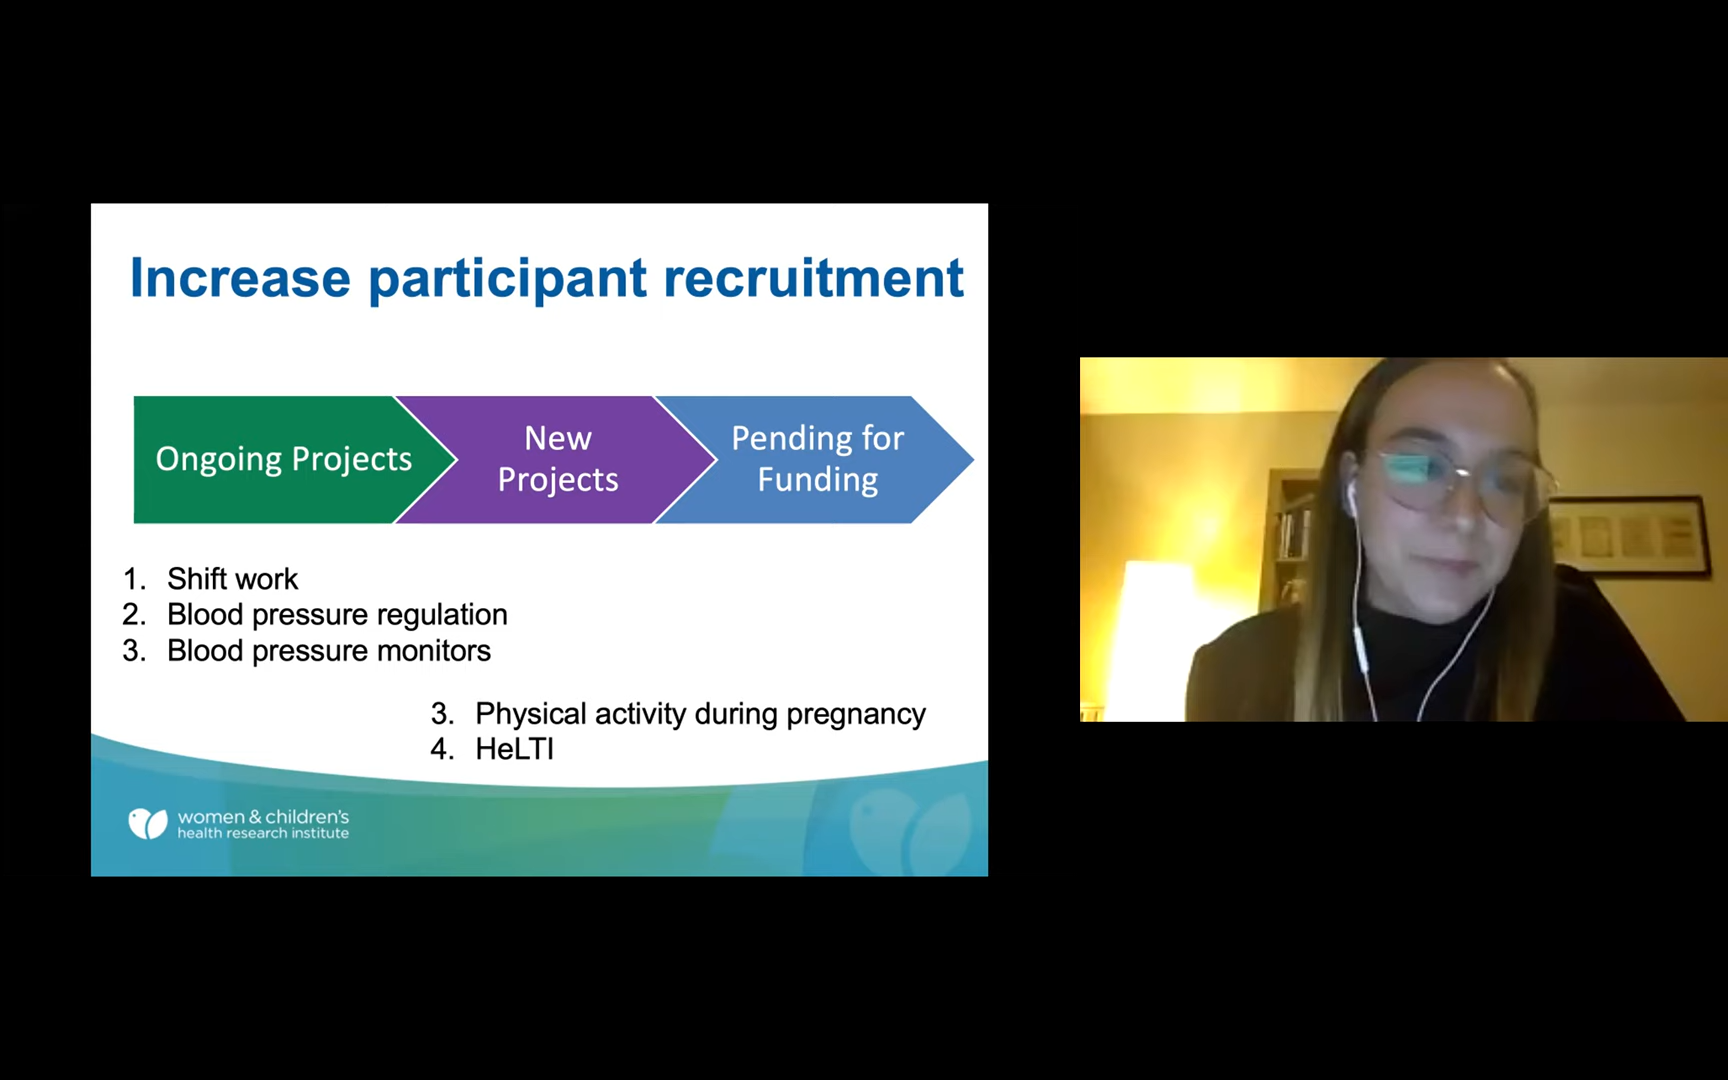 Increase participant recruitment
Ongoing Projects
New
Projects
Pending for
Funding
1. Shift work
2. Blood pressure regulation
3. Blood pressure monitors
3. Physical activity during pregnancy
4. HeLTI
women & children's
health research institute